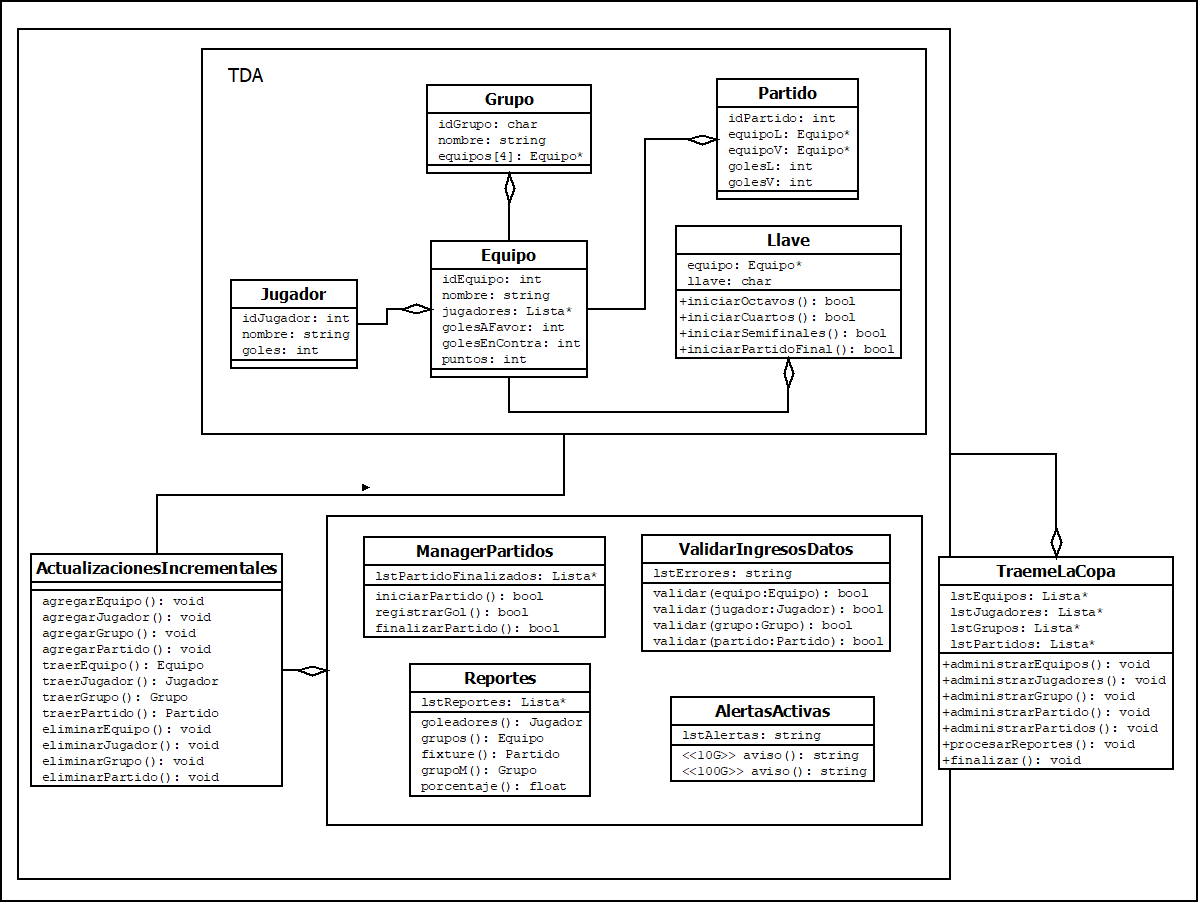 TDA
Grupo
idGrupo: char
nombre: string
equipos[4]: Equipo*
Partido
idPartido: int
equipoL: Equipo*
equipoV: Equipo*
golesL: int
golesV: int
Equipo
idEquipo: int
nombre: string
jugadores: Lista*
golesAFavor: int
golesEnContra: int
puntos: int
Llave
equipo: Equipo*
llave: char
+iniciarOctavos(): bool
+iniciarCuartos(): bool
+iniciarSemifinales(): bool
+iniciarPartidoFinal(): bool
Jugador
idJugador: int
nombre: string
goles: int
ActualizacionesIncrementales
agregarEquipo(): void
agregarJugador(): void
agregarGrupo(): void
agregarPartido(): void
traerEquipo(): Equipo
traerJugador(): Jugador
traerGrupo(): Grupo
traerPartido(): Partido
eliminarEquipo(): void
eliminarJugador(): void
eliminarGrupo(): void
eliminarPartido(): void
ManagerPartidos
lstPartidoFinalizados: Lista*
iniciarPartido(): bool
registrarGol(): bool
finalizarPartido(): bool
ValidarIngresosDatos
lstErrores: string
validar(equipo:Equipo): bool
validar(jugador:Jugador): bool
validar(grupo:Grupo): bool
validar(partido:Partido): bool
Reportes
lstReportes: Lista*
goleadores(): Jugador
grupos(): Equipo
fixture(): Partido
grupoM(): Grupo
porcentaje(): float
AlertasActivas
lstAlertas: string
<<10G>> aviso(): string
<<100G>> aviso(): string
TraemeLaCopa
lstEquipos: Lista*
lstJugadores: Lista*
lstGrupos: Lista*
lstPartidos: Lista*
+administrarEquipos(): void
+administrarJugadores(): void
+administrarGrupo(): void
+administrarPartido(): void
+administrarPartidos(): void
+procesarReportes(): void
+finalizar(): void